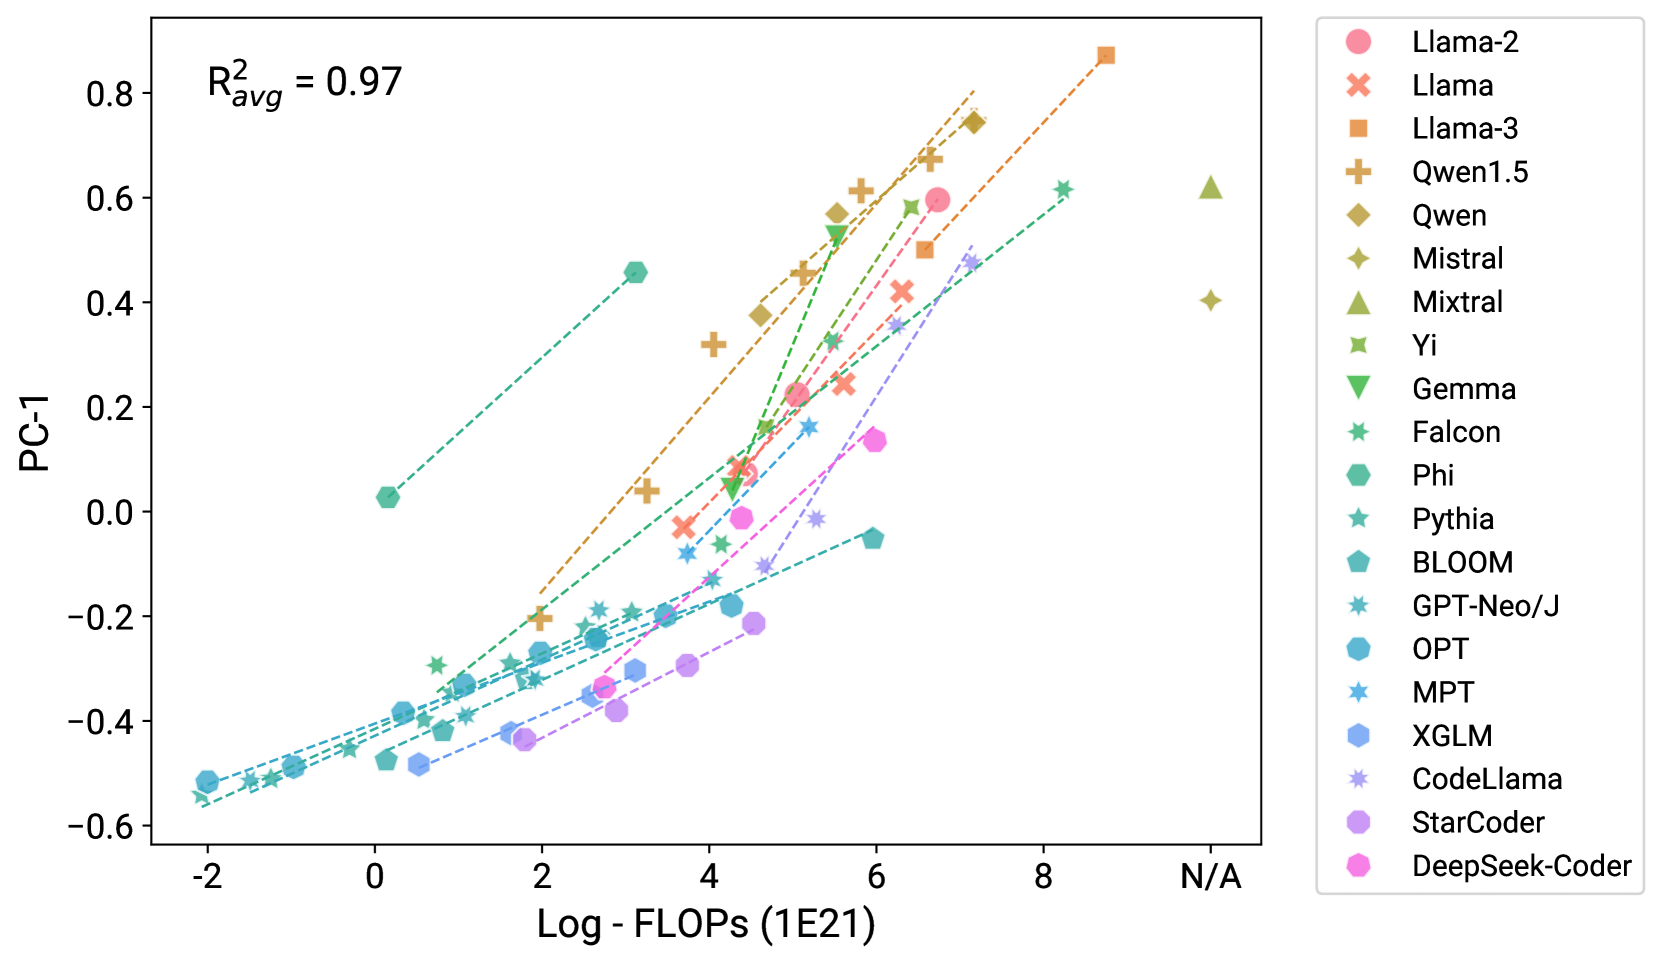 R²avg = 0.97
0.8
0.6
0.4
0.2
0.0
−0.2
−0.4
−0.6
PC-1
-2 0 2 4 6 8 N/A
Log - FLOPs (1E21)
Llama-2
Llama
Llama-3
Qwen1.5
Qwen
Mistral
Mixtral
Yi
Gemma
Falcon
Phi
Pythia
BLOOM
GPT-Neo/J
OPT
MPT
XGLM
CodeLlama
StarCoder
DeepSeek-Coder